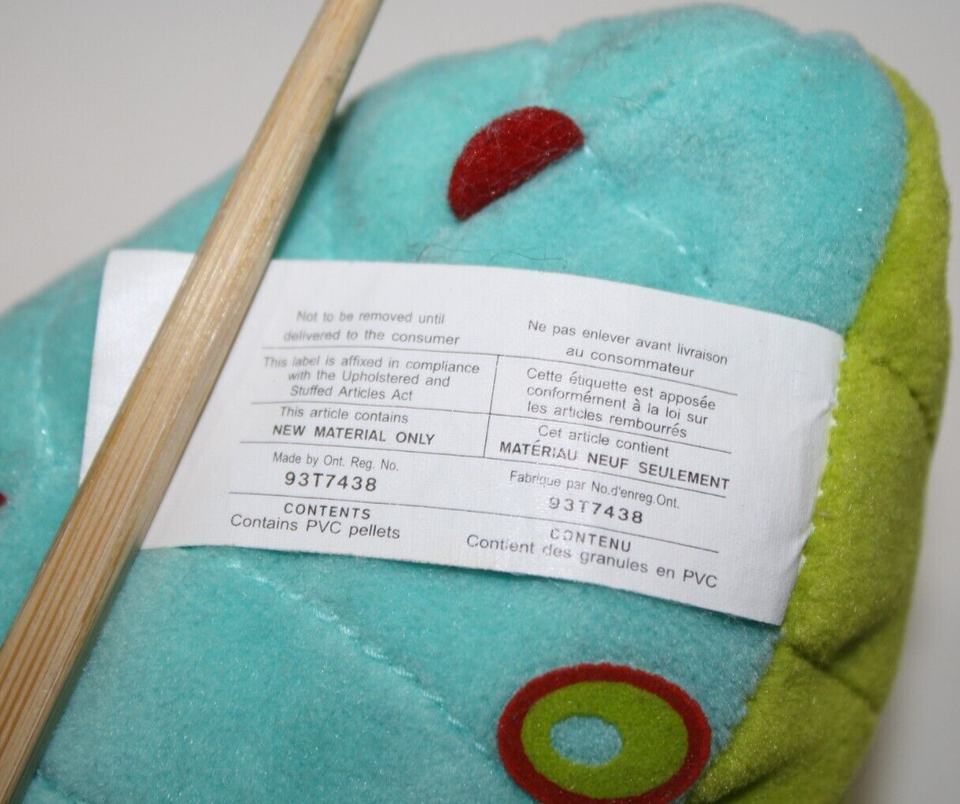 Not to be removed until
delivered to the consumer
This label is affixed in compliance
with the Upholstered and
Stuffed Articles Act
This article contains
NEW MATERIAL ONLY
Made by Ont. Reg. No.
93T7438
CONTENTS
Contains PVC pellets
Ne pas enlever avant livraison
au consommateur
Cette étiquette est apposée
conformément à la loi sur
les articles rembourrés
Cet article contient
MATÉRIAU NEUF SEULEMENT
Fabrique par No.d'enreg.Ont.
93T7438
CONTENU
Contient des granules en PVC